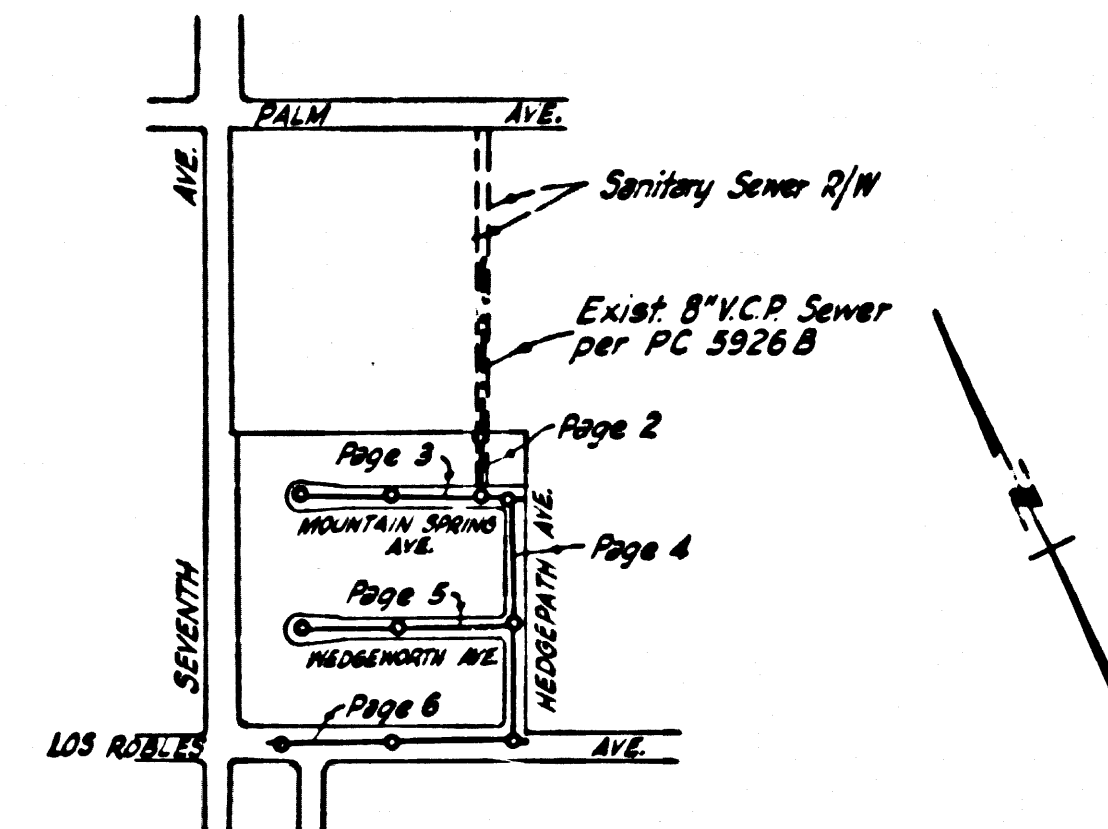 PALM AVE.
AVE.
Sanitary Sewer R/W
Exist. 8" V.C.P. Sewer
per PC 5926 B
Page 2
Page 3
MOUNTAIN SPRING
AVE.
HEDGEPATH AVE.
Page 4
SEVENTH
Page 5
WEDGEWORTH AVE
Page 6
LOS ROBLES AVE.